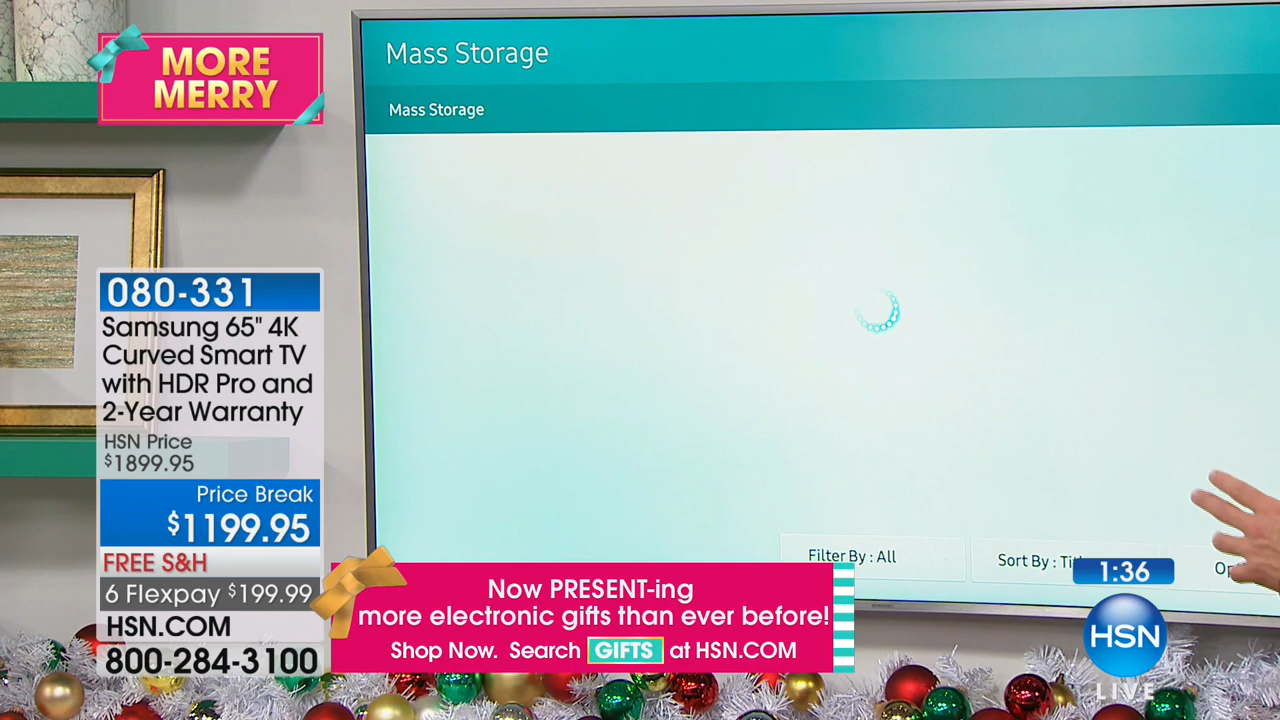 MORE
MERRY
Mass Storage
Mass Storage
080-331
Samsung 65" 4K
Curved Smart TV
with HDR Pro and
2-Year Warranty
HSN Price
$1899.95
Price Break
$1199.95
FREE S&H
6 Flexpay $199.99
HSN.COM
800-284-3100
Filter By : All
Sort By :
SAMSUNG
Now PRESENT-ing
more electronic gifts than ever before!
Shop Now. Search GIFTS at HSN.COM
1:36
HSN
LIVE